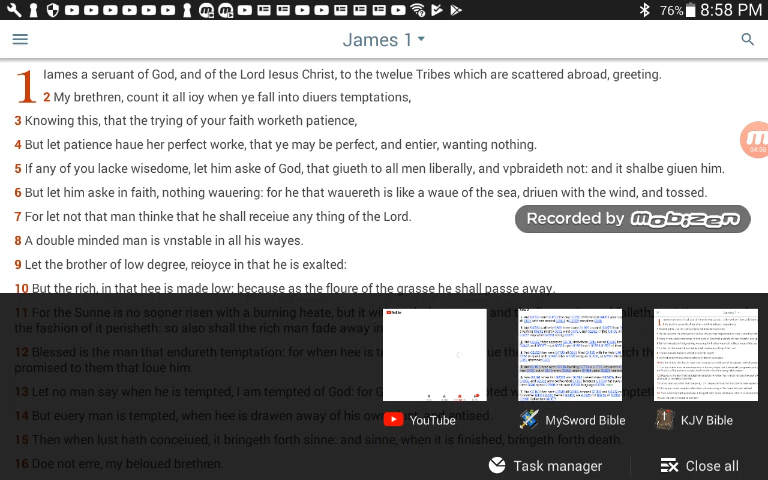 76% 8:58 PM
James 1
1 Iames a seruant of God, and of the Lord Iesus Christ, to the twelue Tribes which are scattered abroad, greeting.
2 My brethren, count it all ioy when ye fall into diuers temptations,
3 Knowing this, that the trying of your faith worketh patience,
4 But let patience haue her perfect worke, that ye may be perfect, and entier, wanting nothing.
04:58
5 If any of you lacke wisedome, let him aske of God, that giueth to all men liberally, and vpbraideth not: and it shalbe giuen him.
6 But let him aske in faith, nothing wauering: for he that wauereth is like a waue of the sea, driuen with the wind, and tossed.
7 For let not that man thinke that he shall receiue any thing of the Lord.
Recorded by mobizen
8 A double minded man is vnstable in all his wayes.
9 Let the brother of low degree, reioyce in that he is exalted:
10 But the rich, in that hee is made low: because as the floure of the grasse he shall passe away.
11 For the Sunne is no sooner risen with a burning heate, but it
the fashion of it perisheth: so also shall the rich man fade away
12 Blessed is the man that endureth temptation: for when hee is
promised to them that loue him.
13 Let no man say when he is tempted, I am tempted of God: for
14 But euery man is tempted, when hee is drawen away of his own
15 Then when lust hath conceiued, it bringeth forth sinne: and sinne, when it is finished, bringeth forth death.
16 Doe not erre, my beloued brethren.
YouTube
MySword Bible
KJV Bible
Task manager
Close all